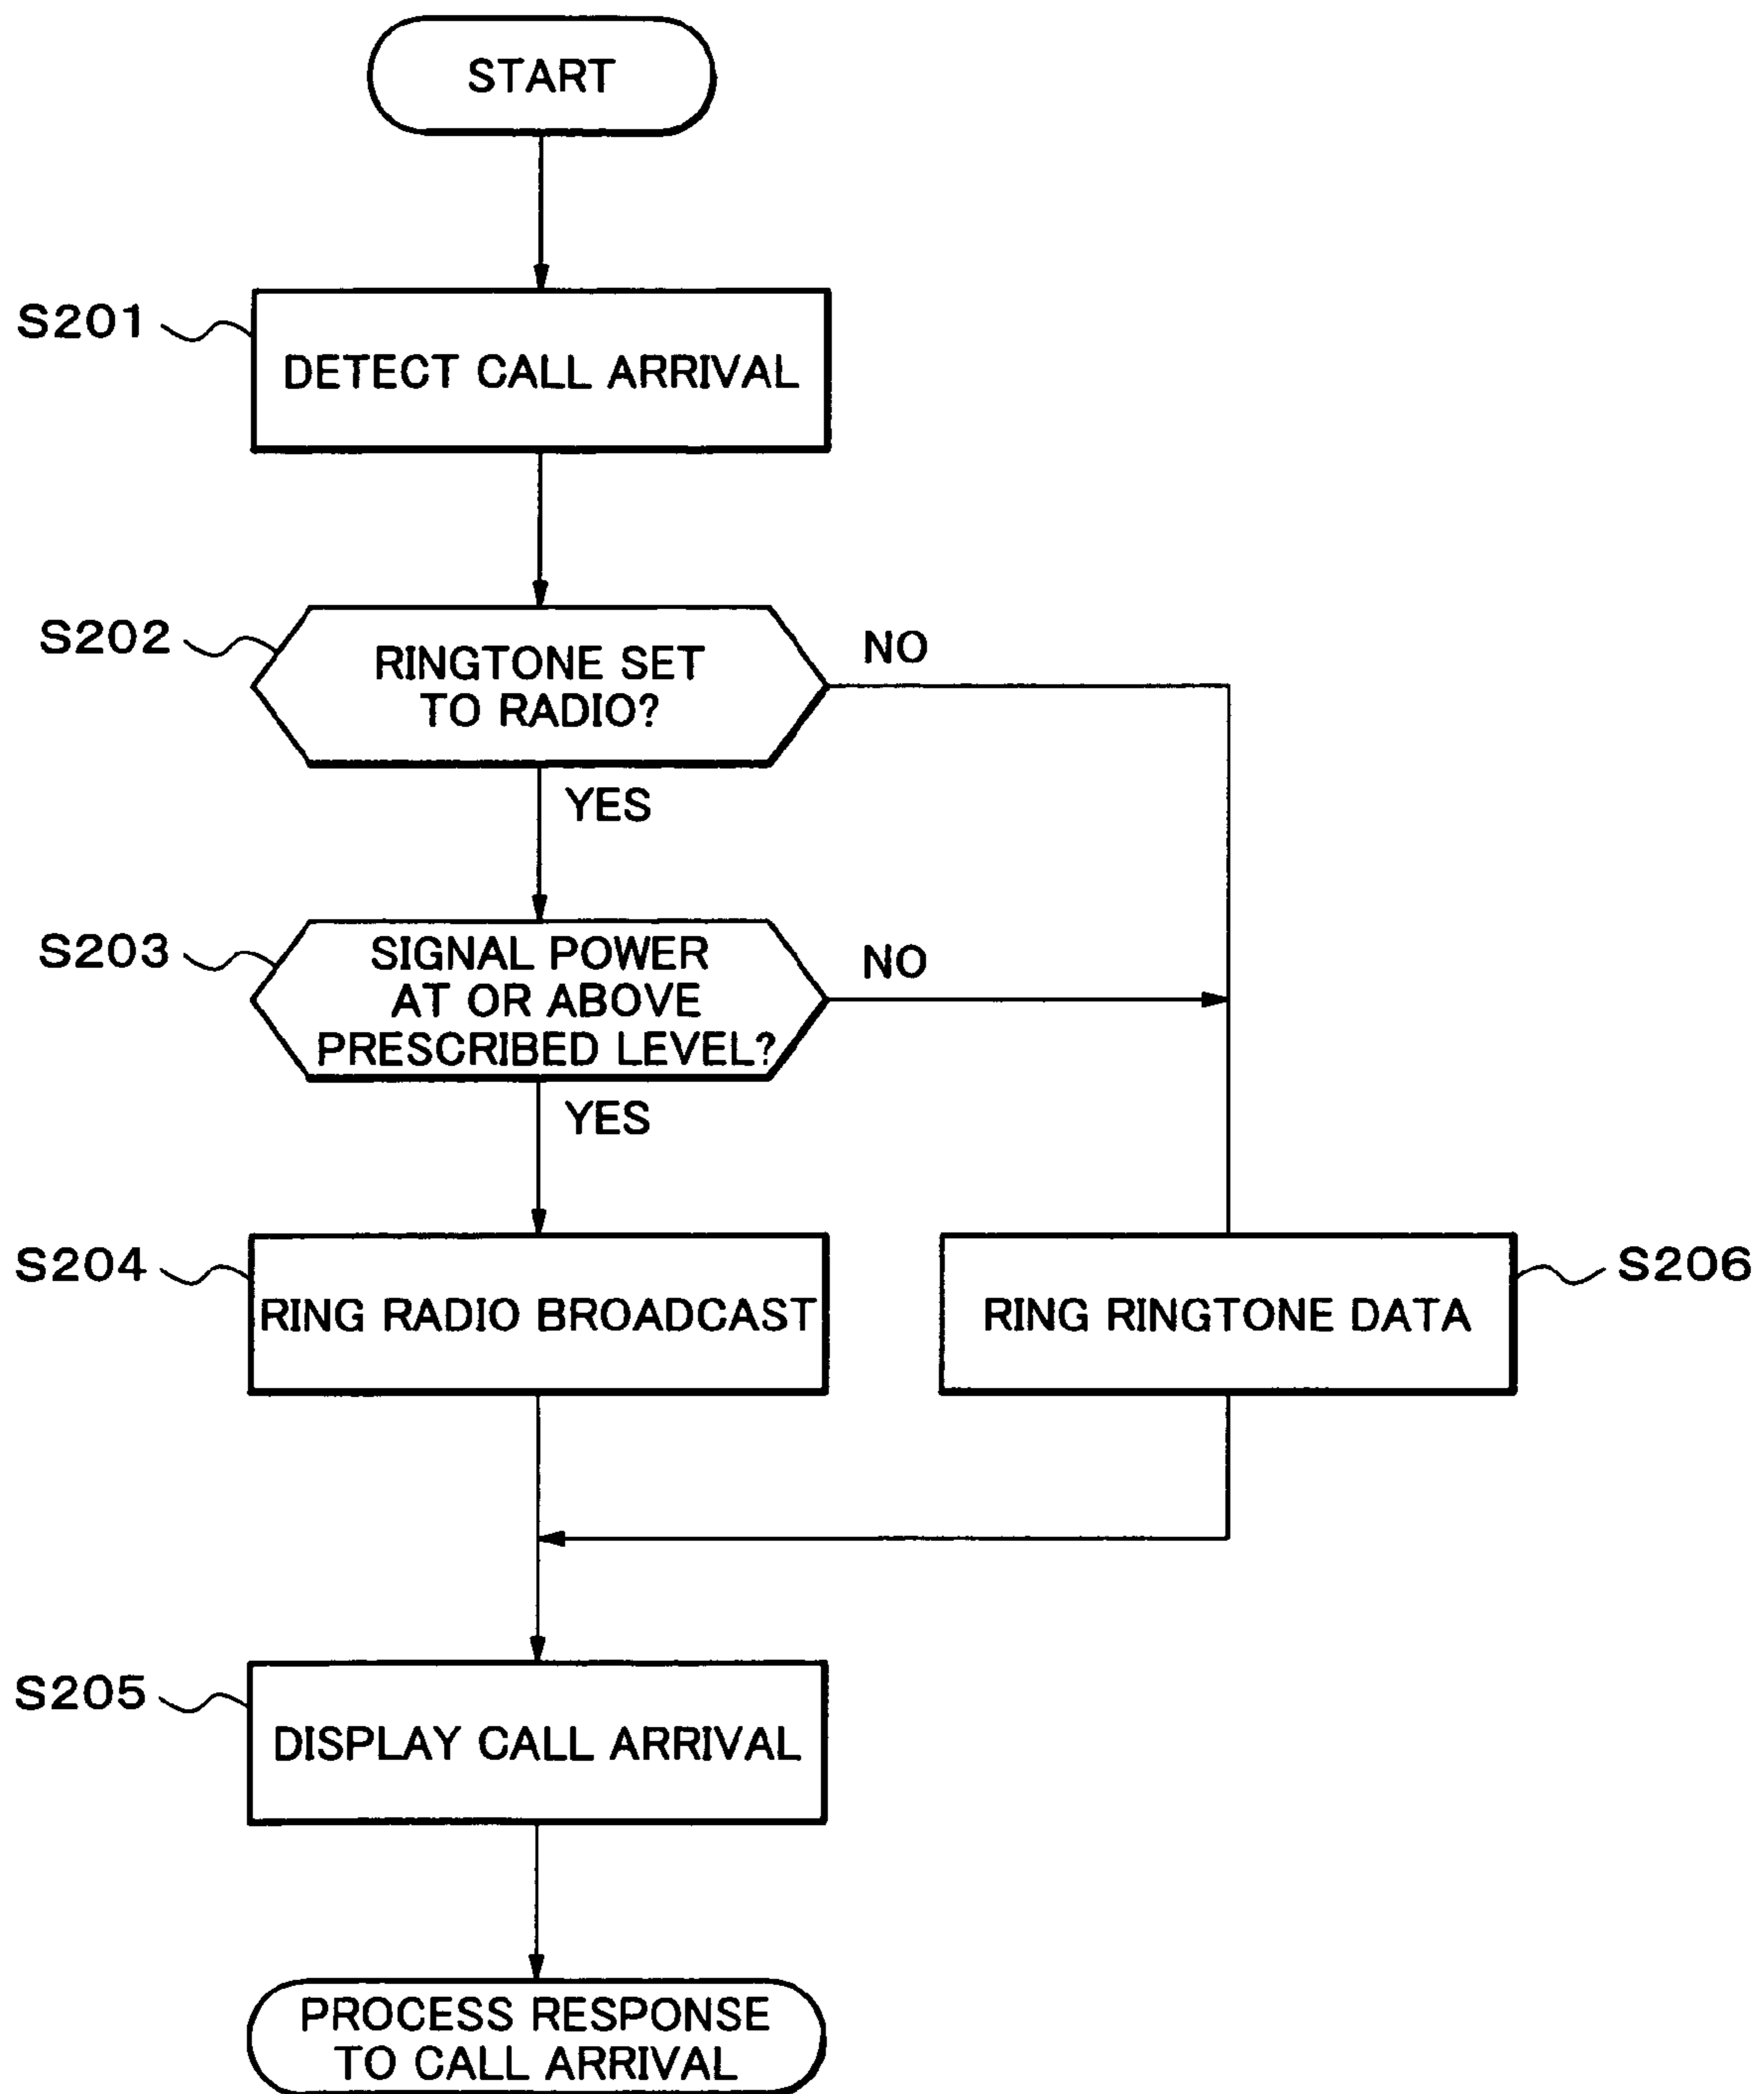 START
S201
DETECT CALL ARRIVAL
S202
RINGTONE SET
TO RADIO?
NO
YES
S203
SIGNAL POWER
AT OR ABOVE
PRESCRIBED LEVEL?
NO
YES
S204
RING RADIO BROADCAST
S206
RING RINGTONE DATA
S205
DISPLAY CALL ARRIVAL
PROCESS RESPONSE
TO CALL ARRIVAL